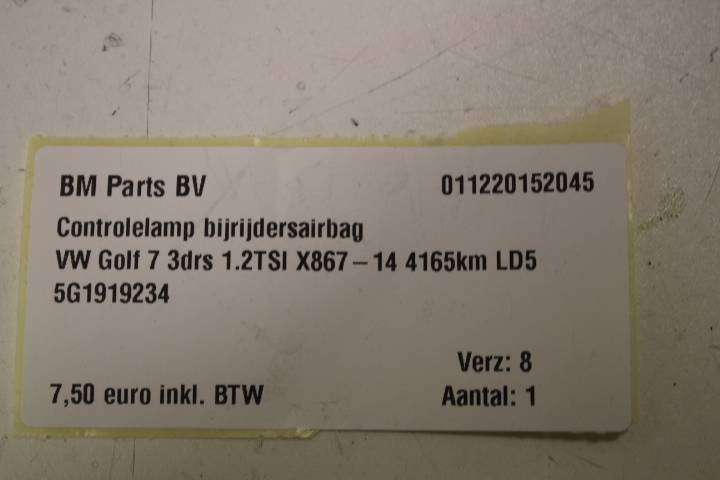 BM Parts BV 011220152045
Controlelamp bijrijdersairbag
VW Golf 7 3drs 1.2TSI X867-14 4165km LD5
5G1919234
Verz: 8
7,50 euro inkl. BTW Aantal: 1